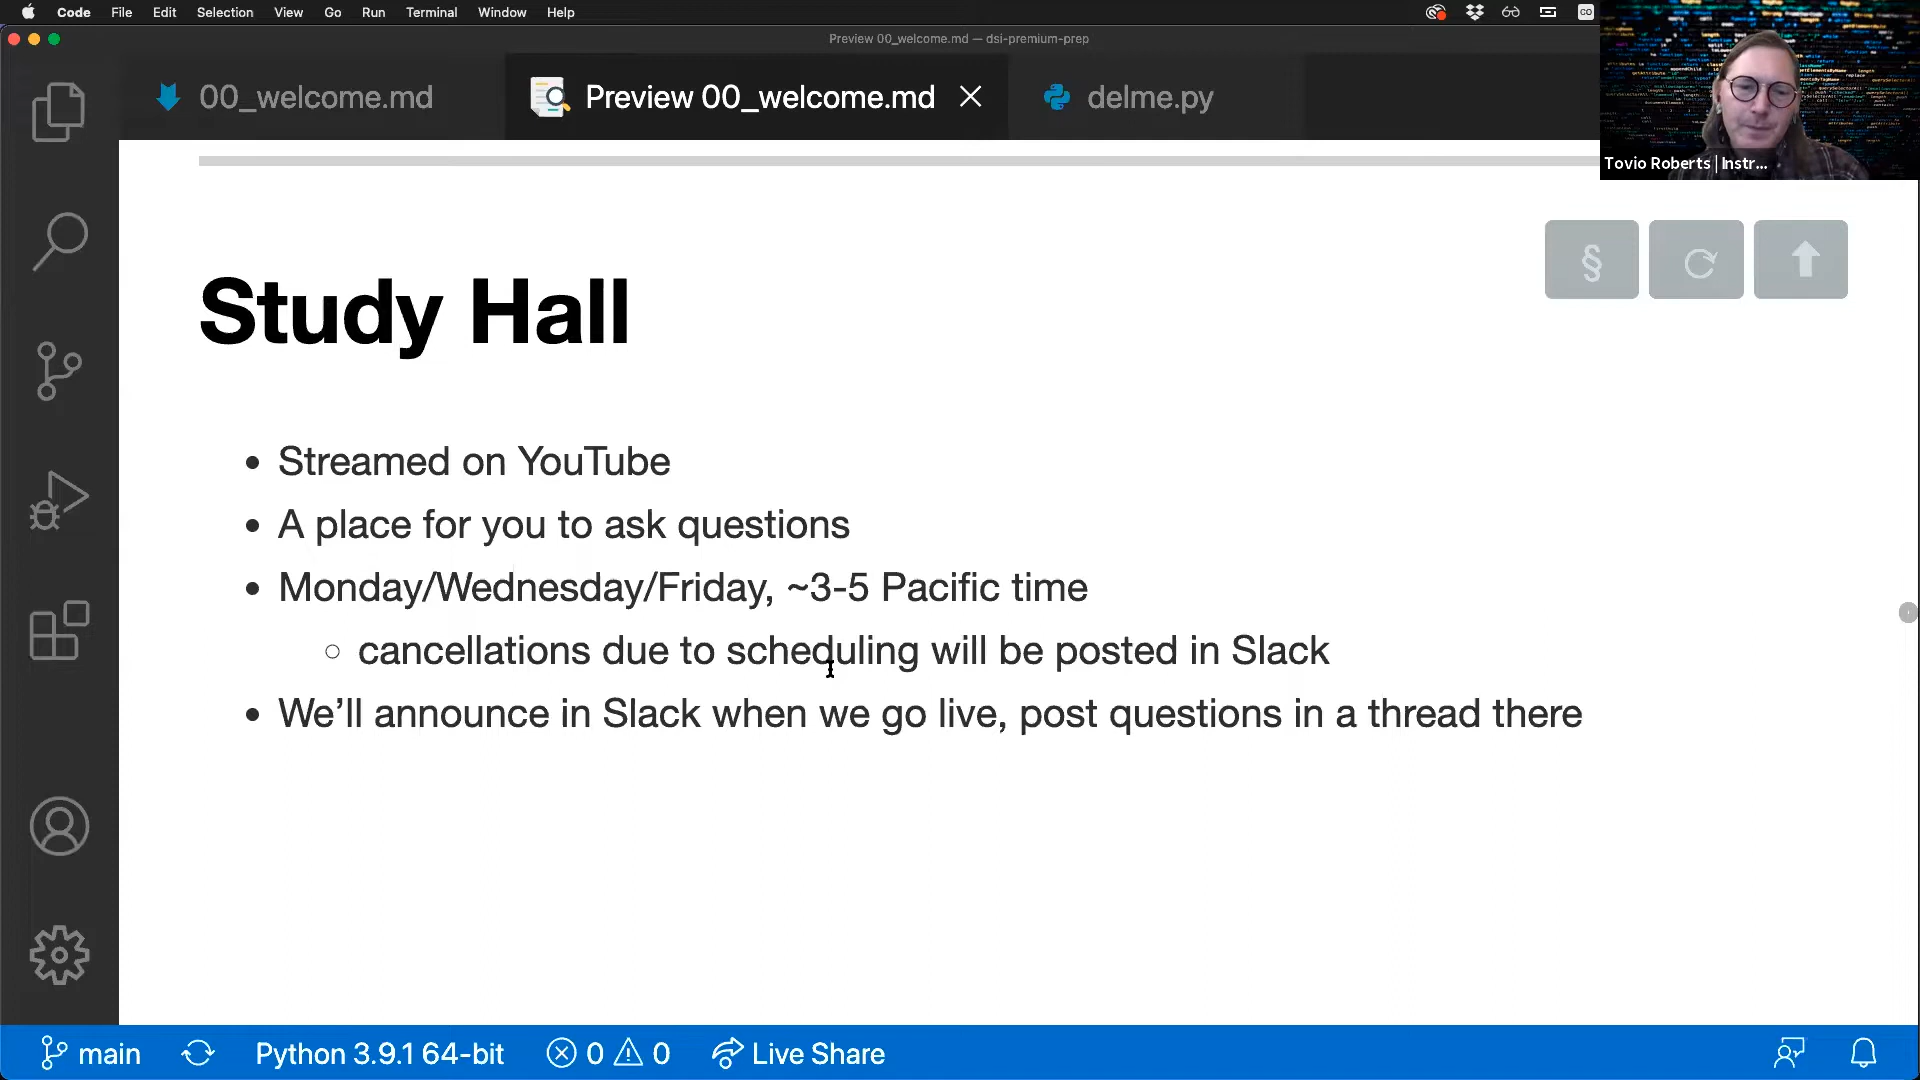 Code File Edit Selection View Go Run Terminal Window Help
Preview 00_welcome.md — dsi-premium-prep
00_welcome.md
Preview 00_welcome.md
delme.py
Tovio Roberts | Instr...
§
Study Hall
• Streamed on YouTube
• A place for you to ask questions
• Monday/Wednesday/Friday, ~3-5 Pacific time
○ cancellations due to scheduling will be posted in Slack
• We’ll announce in Slack when we go live, post questions in a thread there
main Python 3.9.1 64-bit 0 0 Live Share